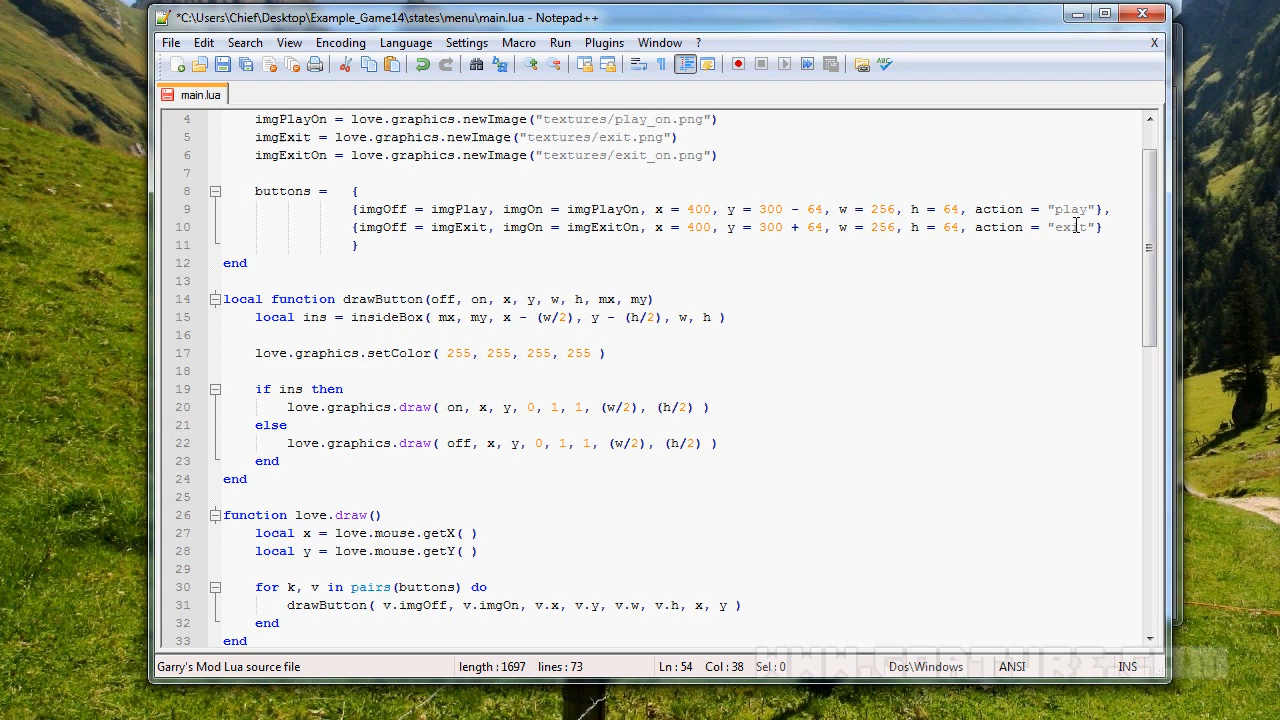 *C:\Users\Chief\Desktop\Example_Game14\states\menu\main.lua - Notepad++
File Edit Search View Encoding Language Settings Macro Run Plugins Window ? X
main.lua
4 imgPlayOn = love.graphics.newImage("textures/play_on.png")
5 imgExit = love.graphics.newImage("textures/exit.png")
6 imgExitOn = love.graphics.newImage("textures/exit_on.png")
7
8 buttons = {
9 {imgOff = imgPlay, imgOn = imgPlayOn, x = 400, y = 300 - 64, w = 256, h = 64, action = "play"},
10 {imgOff = imgExit, imgOn = imgExitOn, x = 400, y = 300 + 64, w = 256, h = 64, action = "exit"}
11 }
12 end
13
14 local function drawButton(off, on, x, y, w, h, mx, my)
15 local ins = insideBox( mx, my, x - (w/2), y - (h/2), w, h )
16
17 love.graphics.setColor( 255, 255, 255, 255 )
18
19 if ins then
20 love.graphics.draw( on, x, y, 0, 1, 1, (w/2), (h/2) )
21 else
22 love.graphics.draw( off, x, y, 0, 1, 1, (w/2), (h/2) )
23 end
24 end
25
26 function love.draw()
27 local x = love.mouse.getX( )
28 local y = love.mouse.getY( )
29
30 for k, v in pairs(buttons) do
31 drawButton( v.imgOff, v.imgOn, v.x, v.y, v.w, v.h, x, y )
32 end
33 end
Garry's Mod Lua source file length : 1697 lines : 73 Ln : 54 Col : 38 Sel : 0 Dos\Windows ANSI INS